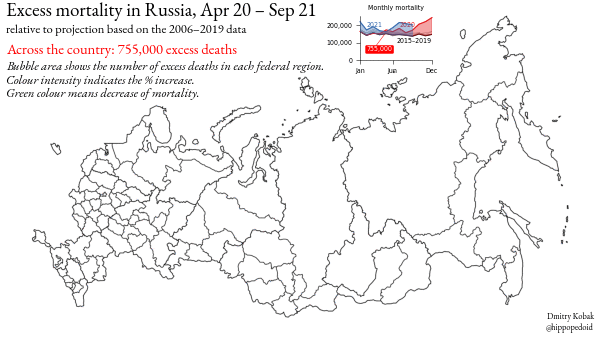 Excess mortality in Russia, Apr 20 – Sep 21
relative to projection based on the 2006–2019 data
Across the country: 755,000 excess deaths
Bubble area shows the number of excess deaths in each federal region.
Colour intensity indicates the % increase.
Green colour means decrease of mortality.
Monthly mortality
200,000
2021
2020
100,000
2015–2019
755,000
0
Jan
Jun
Dec
Dmitry Kobak
@hippopedoid